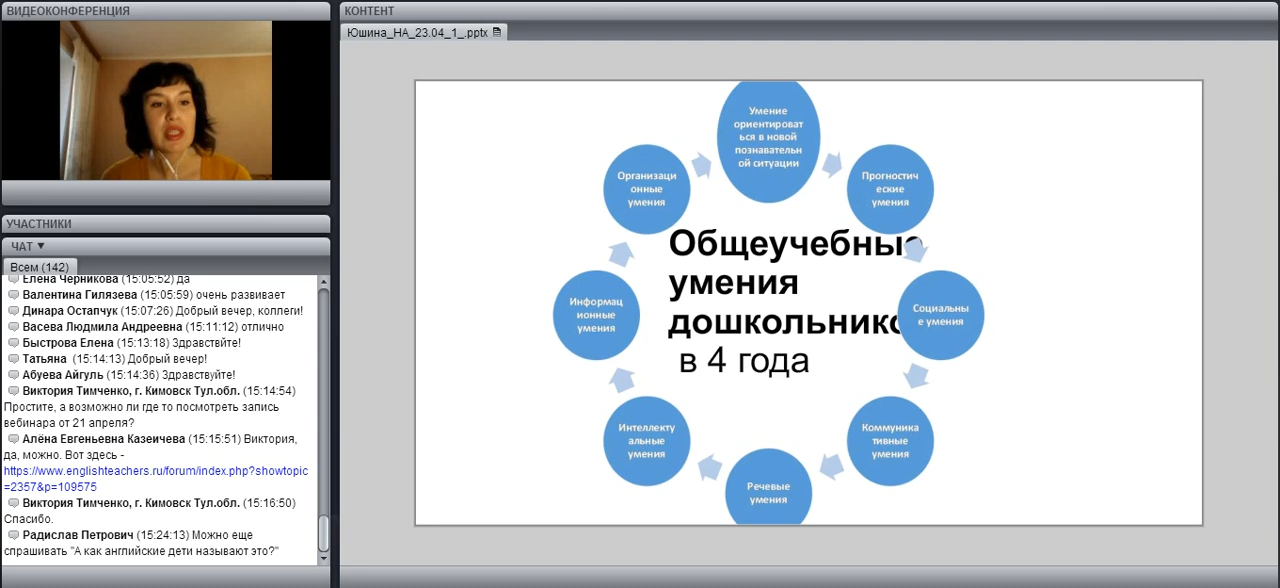 ВИДЕОКОНФЕРЕНЦИЯ
УЧАСТНИКИ
ЧАТ ▼
Всем (142)
Елена Черникова (15:05:52) да
Валентина Гилязева (15:05:59) очень развивает
Динара Остапчук (15:07:26) Добрый вечер, коллеги!
Васева Людмила Андреевна (15:11:12) отлично
Быстрова Елена (15:13:18) Здравствйте!
Татьяна (15:14:13) Добрый вечер!
Абуева Айгуль (15:14:36) Здравствуйте!
Виктория Тимченко, г. Кимовск Тул.обл. (15:14:54)
Простите, а возможно ли где то посмотреть запись
вебинара от 21 апреля?
Алёна Евгеньевна Казеичева (15:15:51) Виктория,
да, можно. Вот здесь -
https://www.englishteachers.ru/forum/index.php?showtopic
=2357&p=109575
Виктория Тимченко, г. Кимовск Тул.обл. (15:16:50)
Спасибо.
Радислав Петрович (15:24:13) Можно еще
спрашивать "А как английские дети называют это?"
КОНТЕНТ
Юшина_НА_23.04_1_.pptx
Умение
ориентироват
ься в новой
познавательн
ой ситуации
Прогностич
еские
умения
Социальны
е умения
Коммуника
тивные
умения
Речевые
умения
Интеллекту
альные
умения
Информац
ионные
умения
Организаци
онные
умения
Общеучебные
умения
дошкольнико
в 4 года